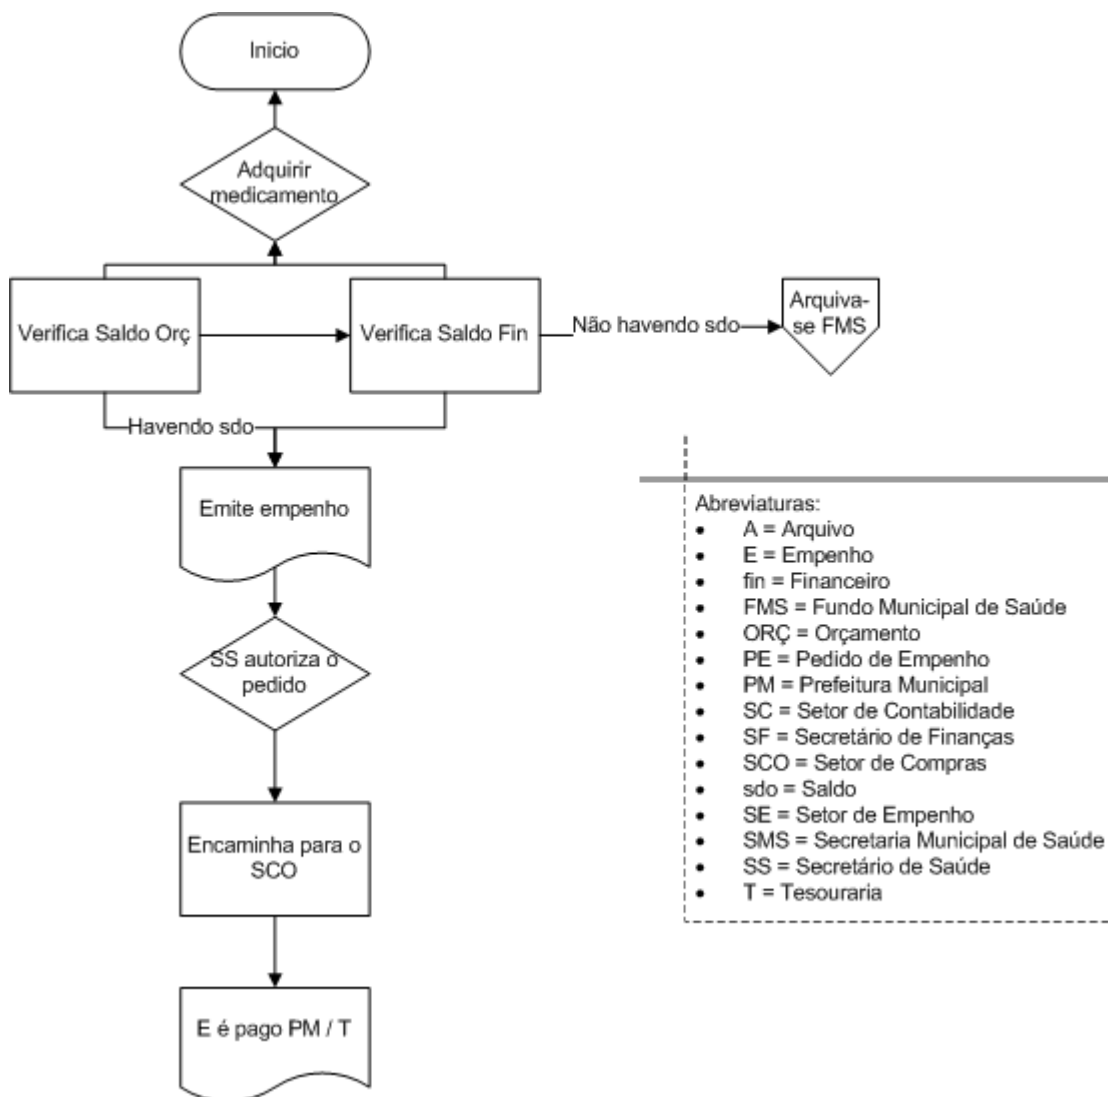 Inicio
Adquirir
medicamento
Verifica Saldo Orç
Verifica Saldo Fin
Não havendo sdo
Arquiva-
se FMS
Havendo sdo
Emite empenho
SS autoriza o
pedido
Encaminha para o
SCO
E é pago PM / T
Abreviaturas:
• A = Arquivo
• E = Empenho
• fin = Financeiro
• FMS = Fundo Municipal de Saúde
• ORÇ = Orçamento
• PE = Pedido de Empenho
• PM = Prefeitura Municipal
• SC = Setor de Contabilidade
• SF = Secretário de Finanças
• SCO = Setor de Compras
• sdo = Saldo
• SE = Setor de Empenho
• SMS = Secretaria Municipal de Saúde
• SS = Secretário de Saúde
• T = Tesouraria